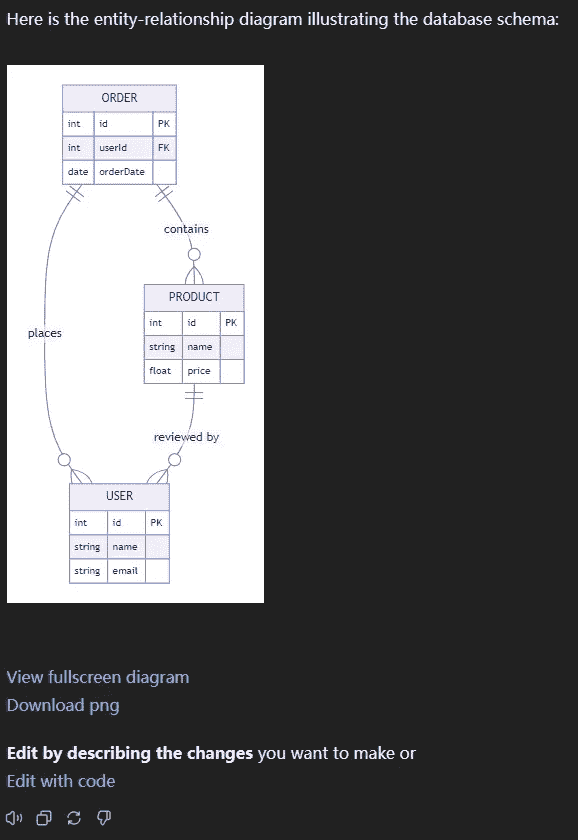 Here is the entity-relationship diagram illustrating the database schema:
ORDER
int id PK
int userId FK
date orderDate
contains
PRODUCT
int id PK
string name
float price
places
reviewed by
USER
int id PK
string name
string email
View fullscreen diagram
Download png
Edit by describing the changes you want to make or
Edit with code